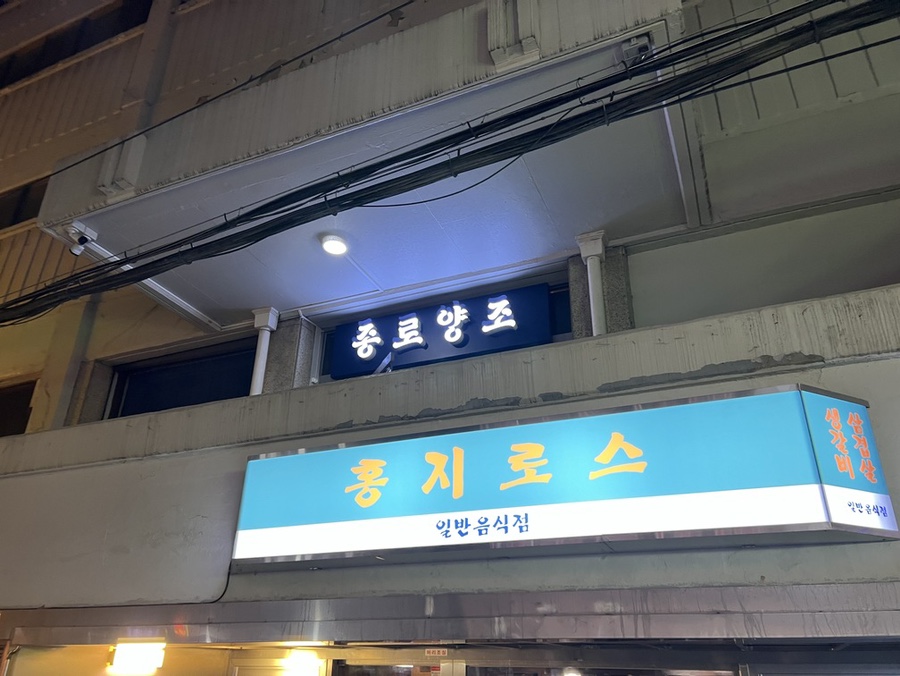 종로양조
홍지로스
일반음식점
생갈비
삼겹살
일반음식점